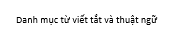 Danh mục từ viết tắt và thuật ngữ